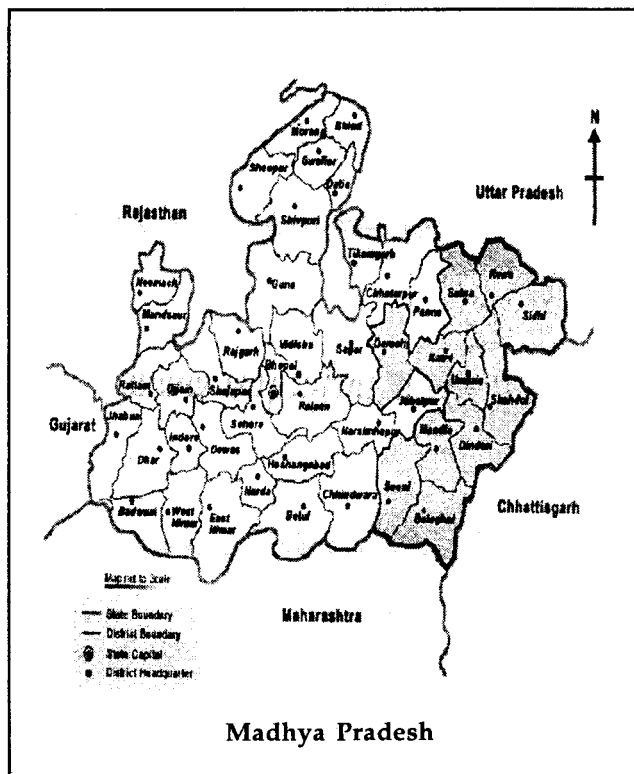 N
Morena
Bhind
Gwalior
Sheopur
Datia
Rajasthan
Uttar Pradesh
Shivpuri
Tikamgarh
Neemach
Guna
Chhatarpur
Satna
Rewa
Sidhi
Panna
Mandsaur
Rajgarh
Vidisha
Sagar
Damoh
Katni
Umaria
Shahdol
Bhopal
Ratlam
Ujjain
Shajapur
Raisen
Jabalpur
Gujarat
Jhabua
Sehore
Narsimhapur
Mandla
Dindori
Indore
Dewas
Dhar
Hoshangabad
Harda
Chhindwara
Seoni
Chhattisgarh
Badwani
West
Nimar
East
Nimar
Betul
Balaghat
Map not to Scale
Maharashtra
State Boundary
District Boundary
State Capital
District Headquarter
Madhya Pradesh